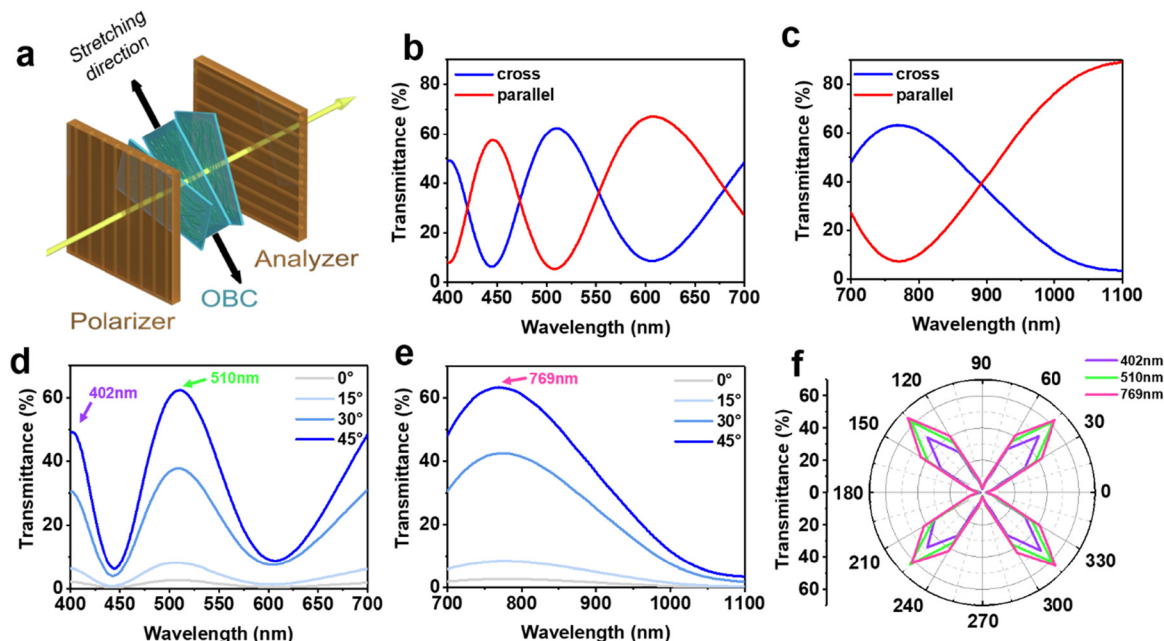 a
Stretching
direction
Polarizer
OBC
Analyzer
b
cross
parallel
Transmittance (%)
80
60
40
20
0
400 450 500 550 600 650 700
Wavelength (nm)
c
cross
parallel
Transmittance (%)
80
60
40
20
0
700 800 900 1000 1100
Wavelength (nm)
d
402nm
510nm
0°
15°
30°
45°
Transmittance (%)
60
40
20
0
400 450 500 550 600 650 700
Wavelength (nm)
e
769nm
0°
15°
30°
45°
Transmittance (%)
80
60
40
20
0
700 800 900 1000 1100
Wavelength (nm)
f
402nm
510nm
769nm
Transmittance (%)
60
40
20
0
20
40
60
90
120 60
150 30
180 0
210 330
240 300
270